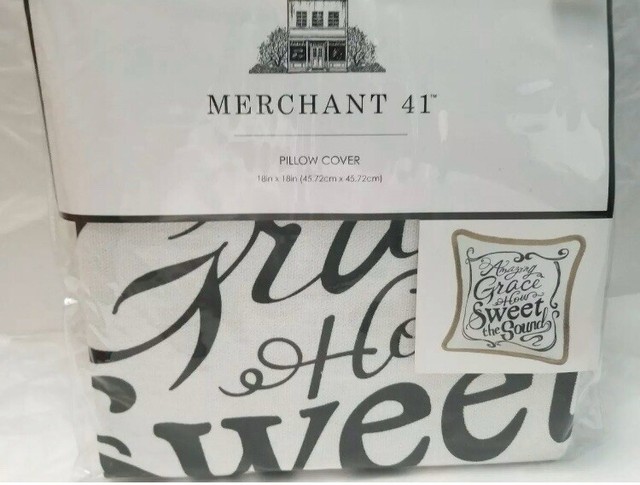 MERCHANT 41™
PILLOW COVER
18in x 18in (45.72cm x 45.72cm)
Gra
Ho
Sweet
Amazing
Grace
How
Sweet
the Sound